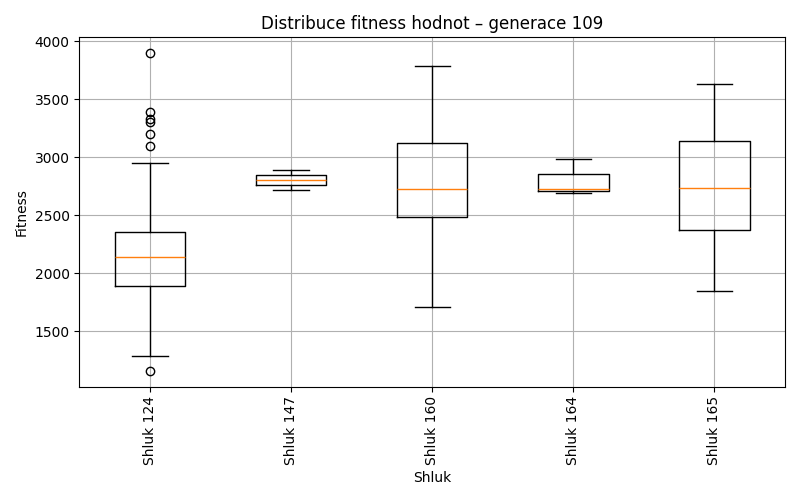 Distribuce fitness hodnot – generace 109
Fitness
4000
3500
3000
2500
2000
1500
Shluk 124
Shluk 147
Shluk 160
Shluk 164
Shluk 165
Shluk